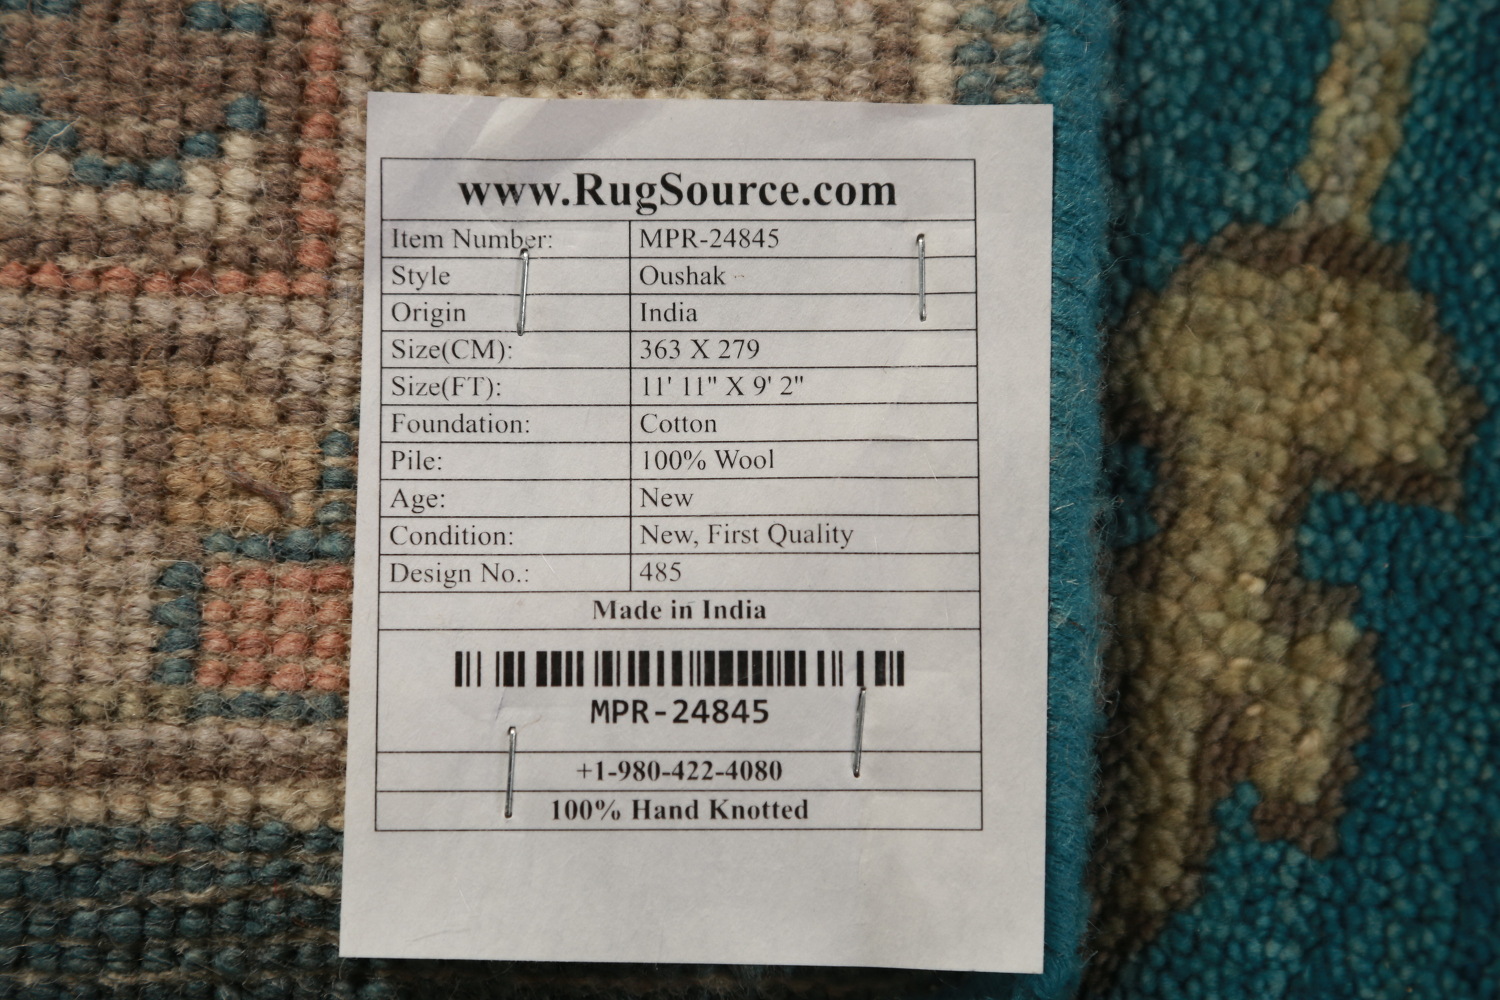 www.RugSource.com
Item Number: MPR-24845
Style Oushak
Origin India
Size(CM): 363 X 279
Size(FT): 11' 11" X 9' 2"
Foundation: Cotton
Pile: 100% Wool
Age: New
Condition: New, First Quality
Design No.: 485
Made in India
MPR-24845
+1-980-422-4080
100% Hand Knotted